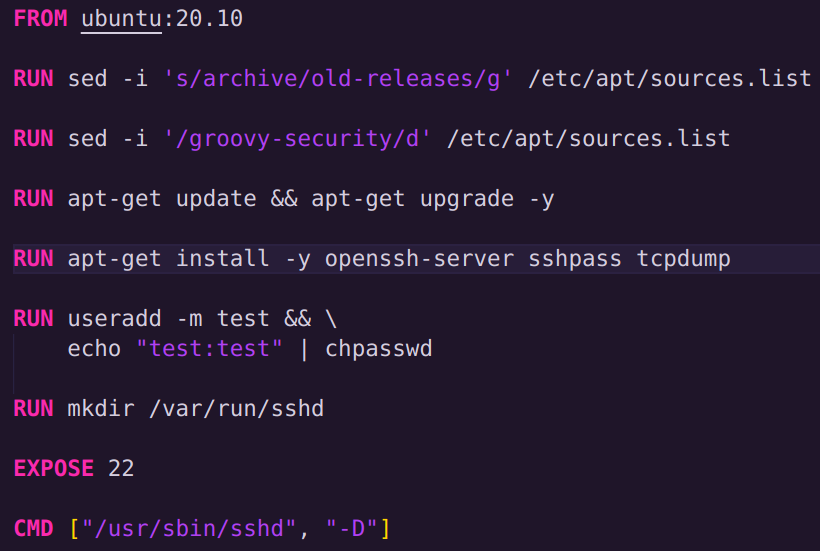 FROM ubuntu:20.10
RUN sed -i 's/archive/old-releases/g' /etc/apt/sources.list
RUN sed -i '/groovy-security/d' /etc/apt/sources.list
RUN apt-get update && apt-get upgrade -y
RUN apt-get install -y openssh-server sshpass tcpdump
RUN useradd -m test && \
    echo "test:test" | chpasswd
RUN mkdir /var/run/sshd
EXPOSE 22
CMD ["/usr/sbin/sshd", "-D"]